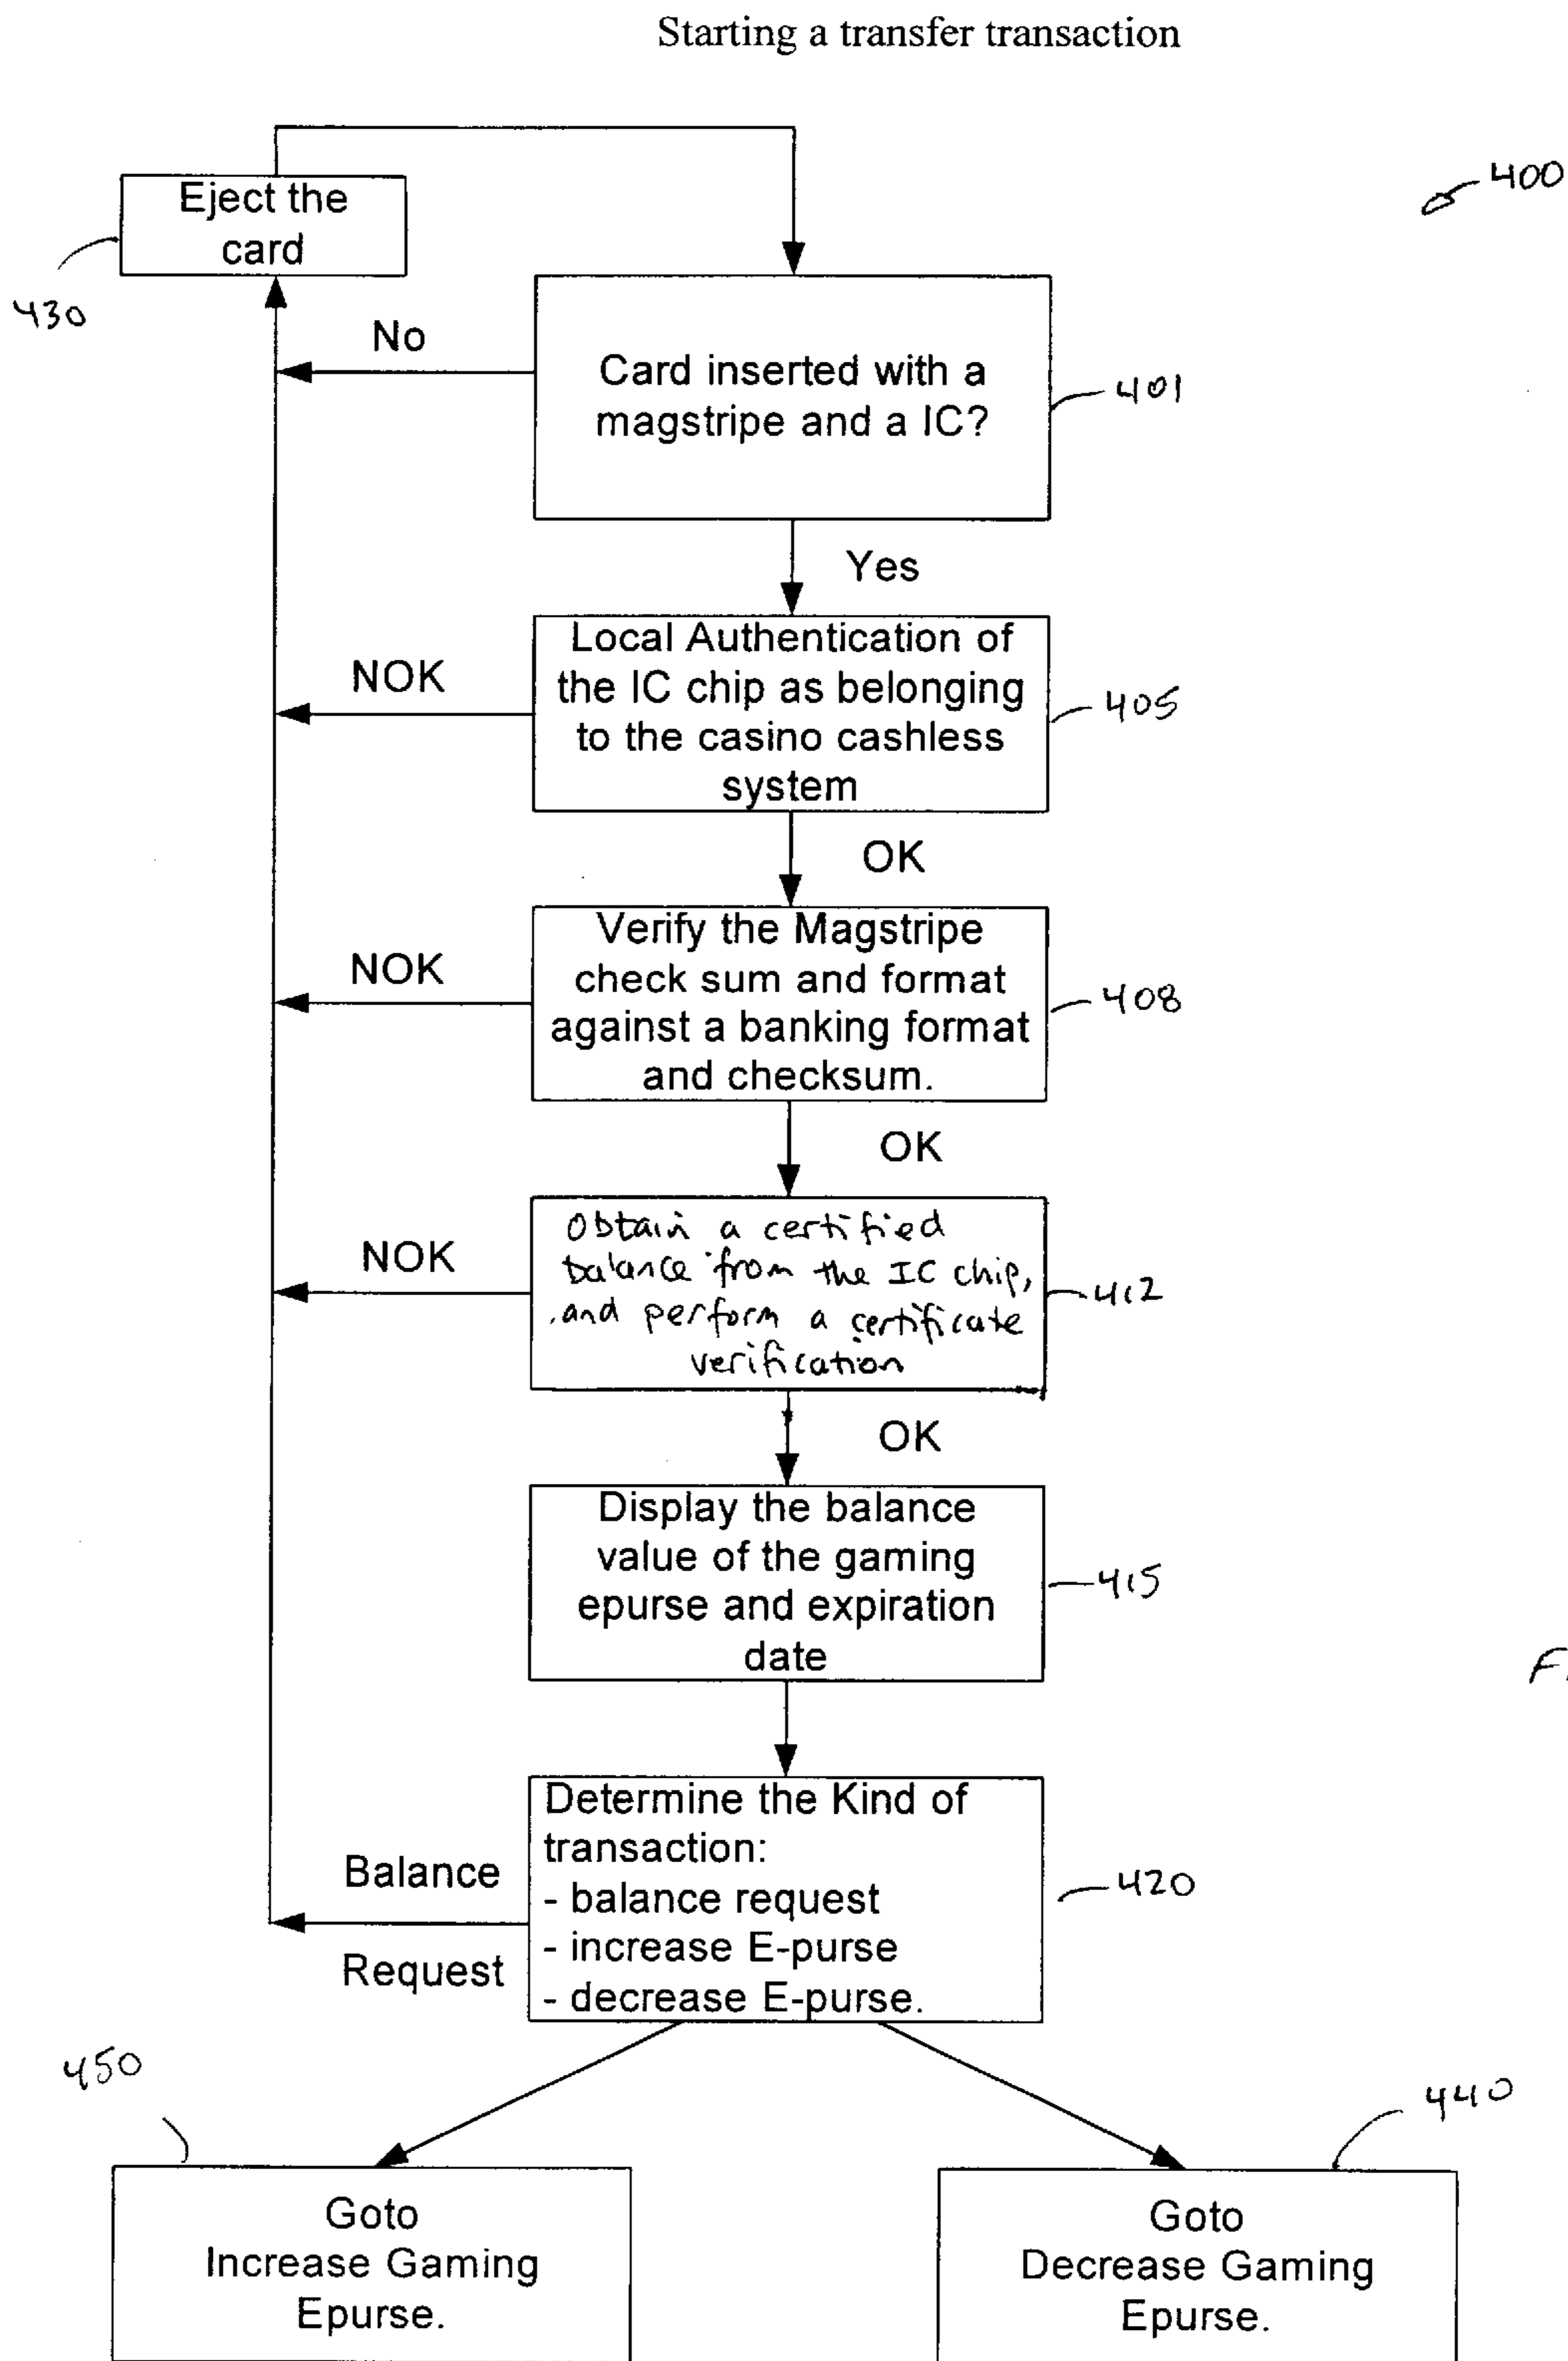 Starting a transfer transaction
400
Eject the
card
430
No
Card inserted with a
magstripe and a IC?
401
Yes
Local Authentication of
the IC chip as belonging
to the casino cashless
system
NOK
405
OK
Verify the Magstripe
check sum and format
against a banking format
and checksum.
NOK
408
OK
Obtain a certified
balance from the IC chip,
and perform a certificate
verification
NOK
412
OK
Display the balance
value of the gaming
epurse and expiration
date
415
Determine the Kind of
transaction:
- balance request
- increase E-purse
- decrease E-purse.
Balance
Request
420
450
440
Goto
Increase Gaming
Epurse.
Goto
Decrease Gaming
Epurse.